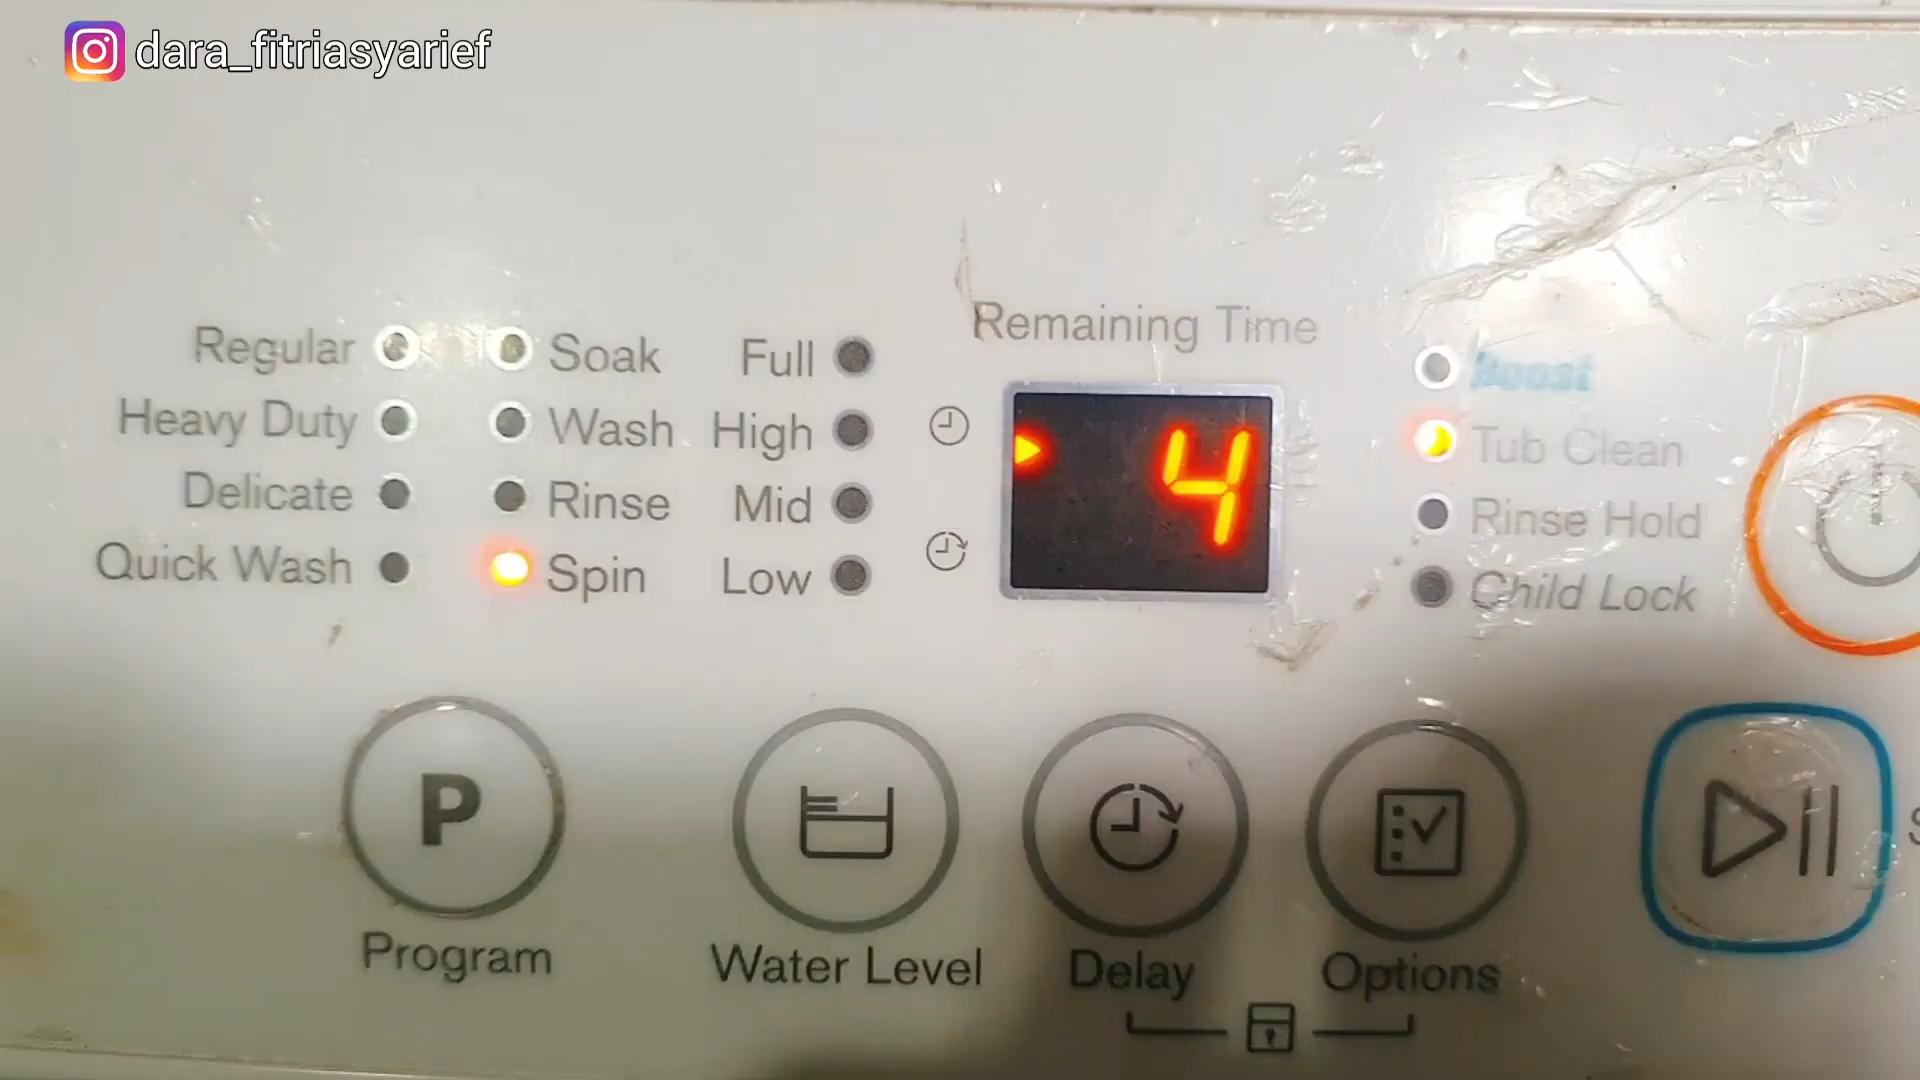 dara_fitriasyarief
Remaining Time
Regular
Soak
Full
Boost
Heavy Duty
Wash
High
4
Tub Clean
Delicate
Rinse
Mid
Rinse Hold
Quick Wash
Spin
Low
Child Lock
P
Program
Water Level
Delay
Options